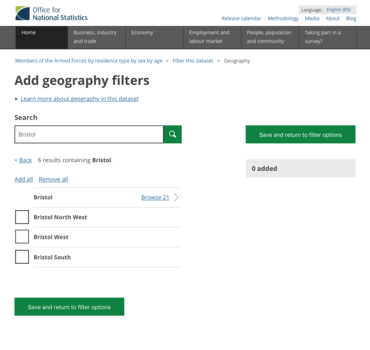 Office for
National Statistics
Language: English (EN)
Release calendar Methodology Media About Blog
Home
Business, industry
and trade
Economy
Employment and
labour market
People, population
and community
Taking part in a
survey?
Members of the Armed Forces by residence type by sex by age > Filter this dataset > Geography
Add geography filters
Learn more about geography in this dataset
Search
Bristol
Save and return to filter options
< Back 6 results containing Bristol.
0 added
Add all Remove all
Bristol Browse 21
Bristol North West
Bristol West
Bristol South
Save and return to filter options